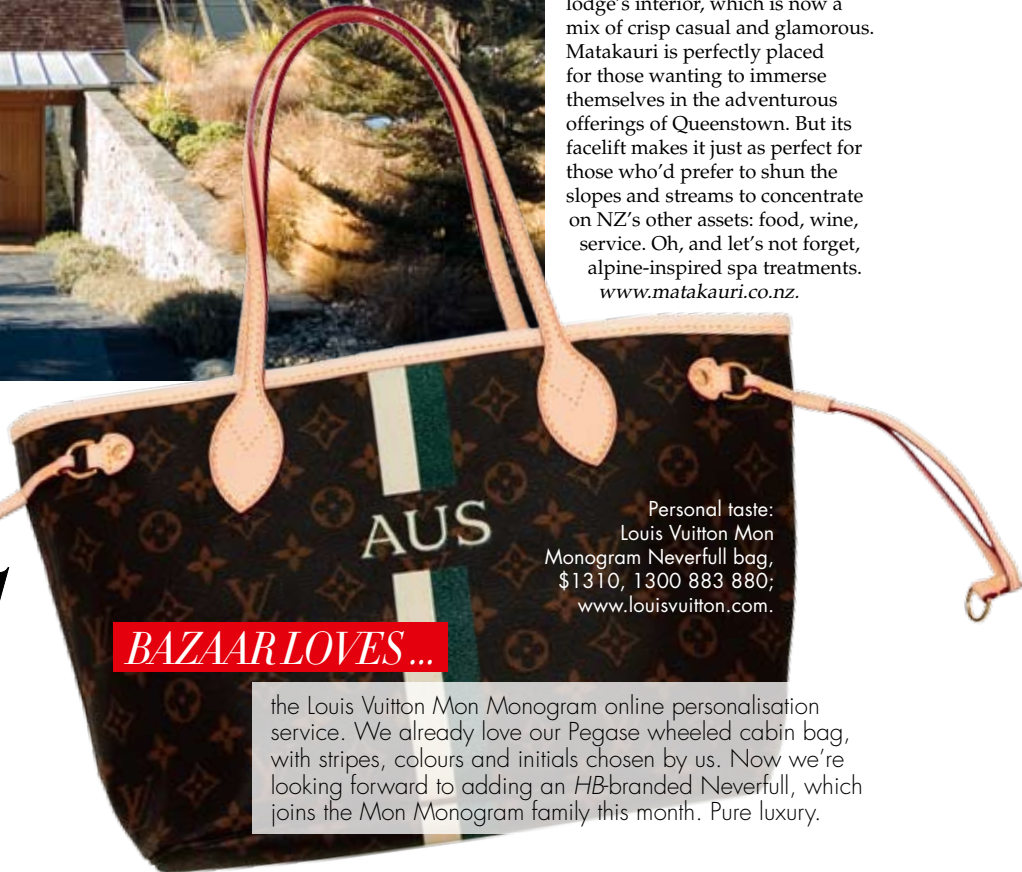 lodge's interior, which is now a
mix of crisp casual and glamorous.
Matakauri is perfectly placed
for those wanting to immerse
themselves in the adventurous
offerings of Queenstown. But its
facelift makes it just as perfect for
those who'd prefer to shun the
slopes and streams to concentrate
on NZ's other assets: food, wine,
service. Oh, and let's not forget,
alpine-inspired spa treatments.
www.matakauri.co.nz.
AUS
Personal taste:
Louis Vuitton Mon
Monogram Neverfull bag,
$1310, 1300 883 880;
www.louisvuitton.com.
BAZAAR LOVES ...
the Louis Vuitton Mon Monogram online personalisation
service. We already love our Pegase wheeled cabin bag,
with stripes, colours and initials chosen by us. Now we're
looking forward to adding an HB-branded Neverfull, which
joins the Mon Monogram family this month. Pure luxury.